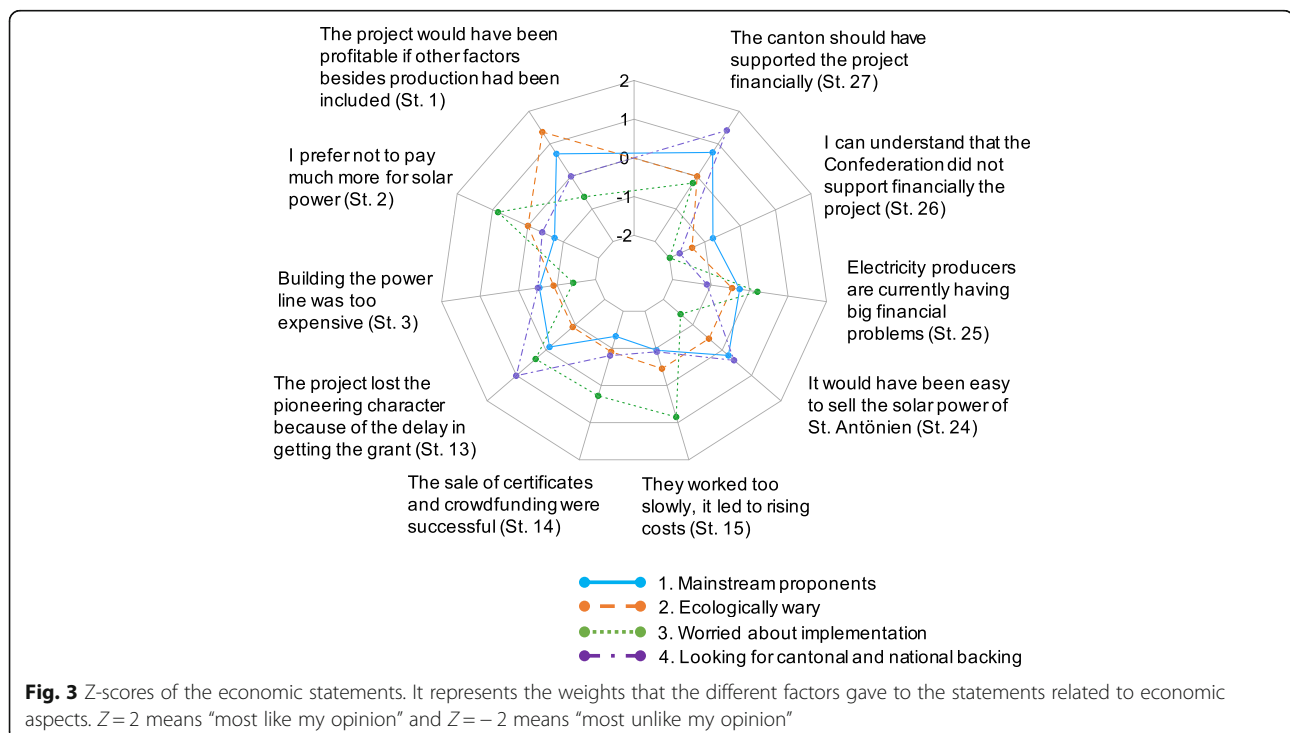 The project would have been
profitable if other factors
besides production had been
included (St. 1)
The canton should have
supported the project
financially (St. 27)
2
1
0
-1
-2
I can understand that the
Confederation did not
support financially the
project (St. 26)
I prefer not to pay
much more for solar
power (St. 2)
Building the power
line was too
expensive (St. 3)
Electricity producers
are currently having
big financial
problems (St. 25)
The project lost the
pioneering character
because of the delay in
getting the grant (St. 13)
It would have been easy
to sell the solar power of
St. Antönien (St. 24)
The sale of certificates
and crowdfunding were
successful (St. 14)
They worked too
slowly, it led to rising
costs (St. 15)
1. Mainstream proponents
2. Ecologically wary
3. Worried about implementation
4. Looking for cantonal and national backing
Fig. 3 Z-scores of the economic statements. It represents the weights that the different factors gave to the statements related to economic
aspects. Z = 2 means “most like my opinion” and Z = − 2 means “most unlike my opinion”